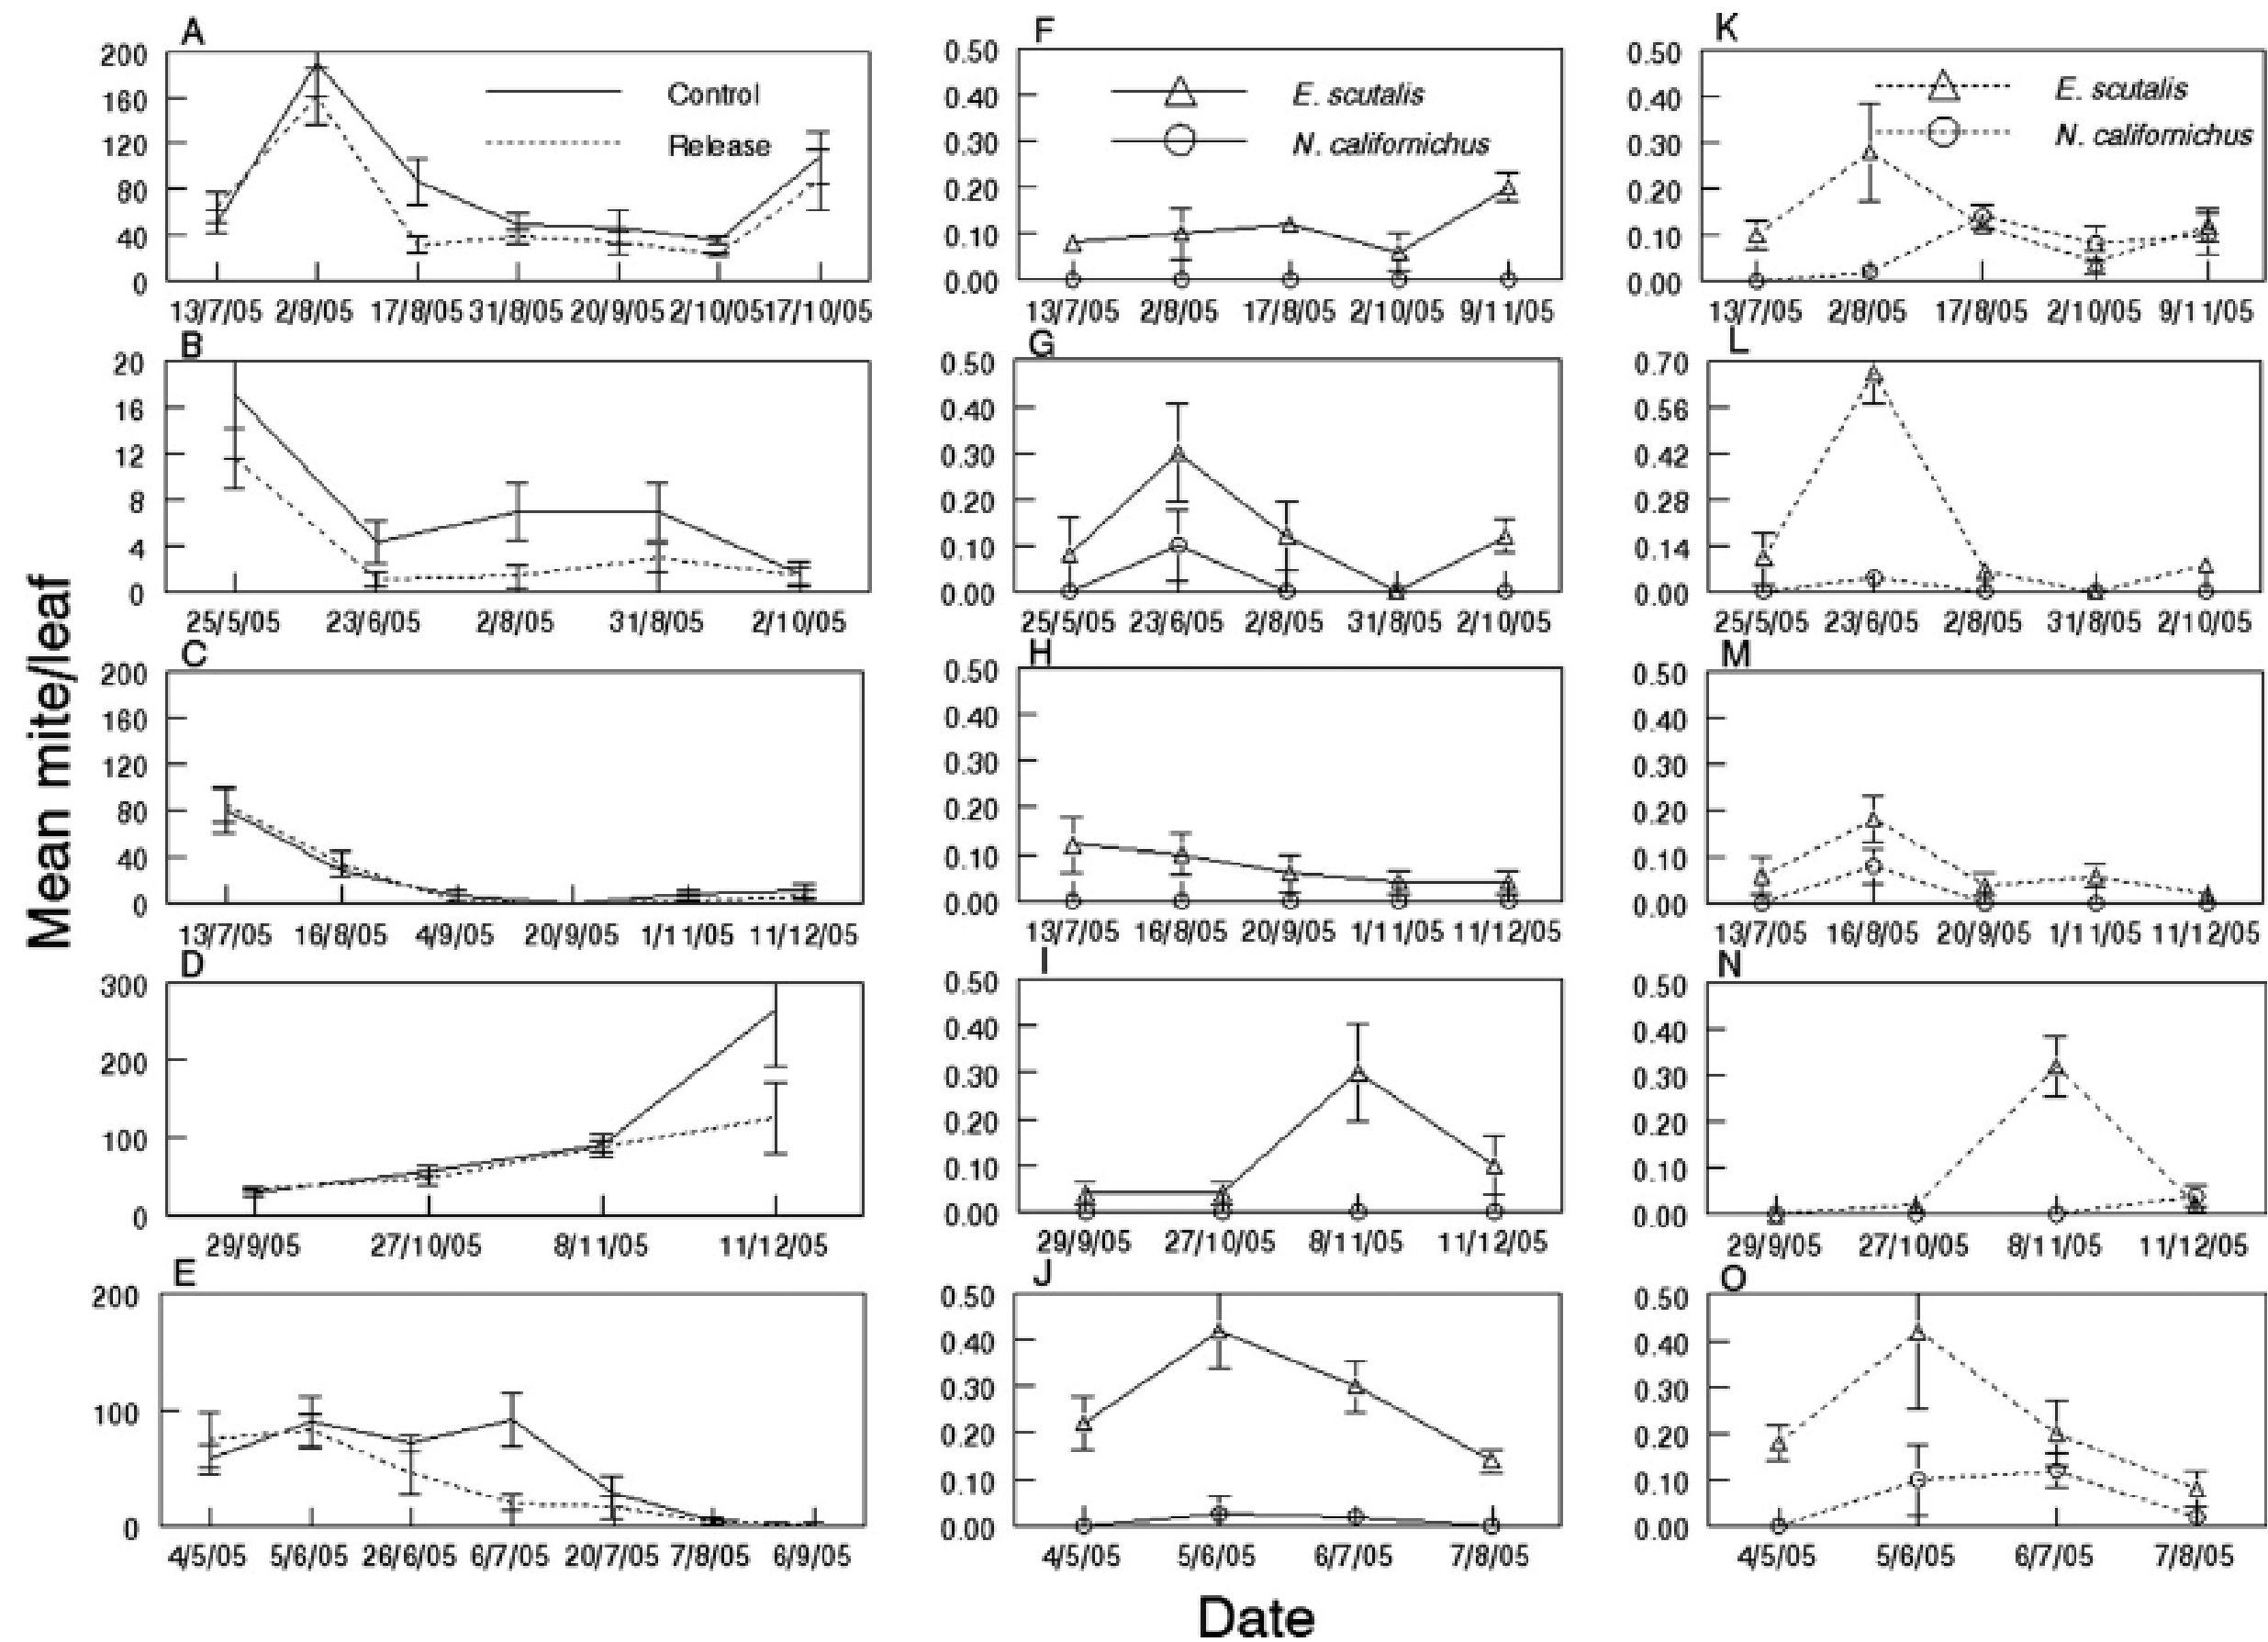 Mean mite/leaf
A
200
160
120
80
40
0
Control
Release
13/7/05 2/8/05 17/8/05 31/8/05 20/9/05 2/10/05 17/10/05
F
0.50
0.40
0.30
0.20
0.10
0.00
E. scutalis
N. californichus
13/7/05 2/8/05 17/8/05 2/10/05 9/11/05
K
0.50
0.40
0.30
0.20
0.10
0.00
E. scutalis
N. californichus
13/7/05 2/8/05 17/8/05 2/10/05 9/11/05
B
20
16
12
8
4
0
25/5/05 23/6/05 2/8/05 31/8/05 2/10/05
G
0.50
0.40
0.30
0.20
0.10
0.00
25/5/05 23/6/05 2/8/05 31/8/05 2/10/05
L
0.70
0.56
0.42
0.28
0.14
0.00
25/5/05 23/6/05 2/8/05 31/8/05 2/10/05
C
200
160
120
80
40
0
13/7/05 16/8/05 4/9/05 20/9/05 1/11/05 11/12/05
H
0.50
0.40
0.30
0.20
0.10
0.00
13/7/05 16/8/05 20/9/05 1/11/05 11/12/05
M
0.50
0.40
0.30
0.20
0.10
0.00
13/7/05 16/8/05 20/9/05 1/11/05 11/12/05
D
300
200
100
0
29/9/05 27/10/05 8/11/05 11/12/05
I
0.50
0.40
0.30
0.20
0.10
0.00
29/9/05 27/10/05 8/11/05 11/12/05
N
0.50
0.40
0.30
0.20
0.10
0.00
29/9/05 27/10/05 8/11/05 11/12/05
E
200
100
0
4/5/05 5/6/05 26/6/05 6/7/05 20/7/05 7/8/05 6/9/05
J
0.50
0.40
0.30
0.20
0.10
0.00
4/5/05 5/6/05 6/7/05 7/8/05
O
0.50
0.40
0.30
0.20
0.10
0.00
4/5/05 5/6/05 6/7/05 7/8/05
Date